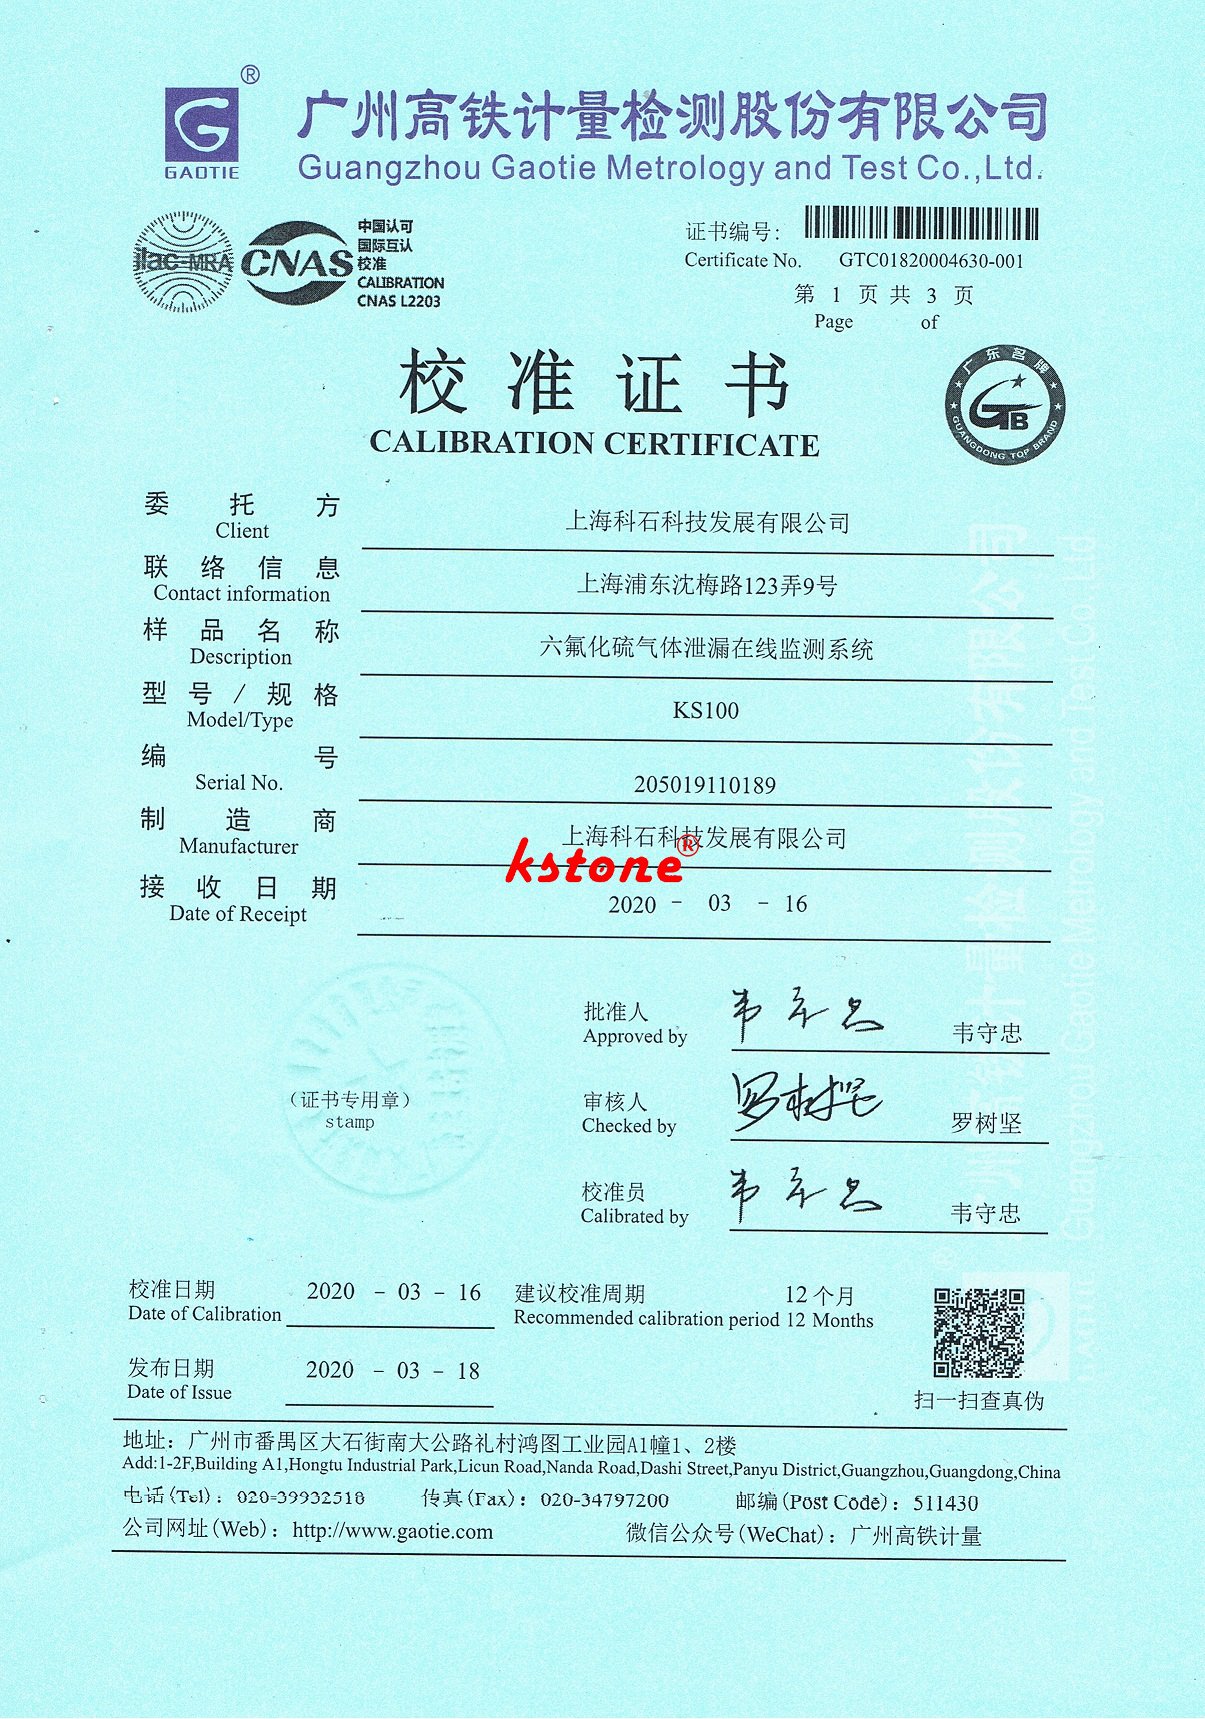 ®
GAOTIE
广州高铁计量检测股份有限公司
Guangzhou Gaotie Metrology and Test Co.,Ltd.
ilac-MRA
CNAS
中国认可
国际互认
校准
CALIBRATION
CNAS L2203
证书编号:
Certificate No. GTC01820004630-001
第 1 页 共 3 页
Page of
校准证书
CALIBRATION CERTIFICATE
广东名牌
GTB
GUANGDONG TOP BRAND
委托方 上海科石科技发展有限公司
Client
联络信息 上海浦东沈梅路123弄9号
Contact information
样品名称 六氟化硫气体泄漏在线监测系统
Description
型号/规格 KS100
Model/Type
编号 205019110189
Serial No.
制造商 上海科石科技发展有限公司
Manufacturer
kstone®
接收日期 2020 - 03 - 16
Date of Receipt
批准人 韦守忠
Approved by
(证书专用章)
stamp
审核人 罗树坚
Checked by
校准员 韦守忠
Calibrated by
校准日期 2020 - 03 - 16 建议校准周期 12个月
Date of Calibration Recommended calibration period 12 Months
发布日期 2020 - 03 - 18
Date of Issue
扫一扫查真伪
地址: 广州市番禺区大石街南大公路礼村鸿图工业园A1幢1、2楼
Add:1-2F,Building A1,Hongtu Industrial Park,Licun Road,Nanda Road,Dashi Street,Panyu District,Guangzhou,Guangdong,China
电话(Tel): 020-39932518 传真(Fax): 020-34797200 邮编(Post Code): 511430
公司网址(Web): http://www.gaotie.com 微信公众号(WeChat): 广州高铁计量